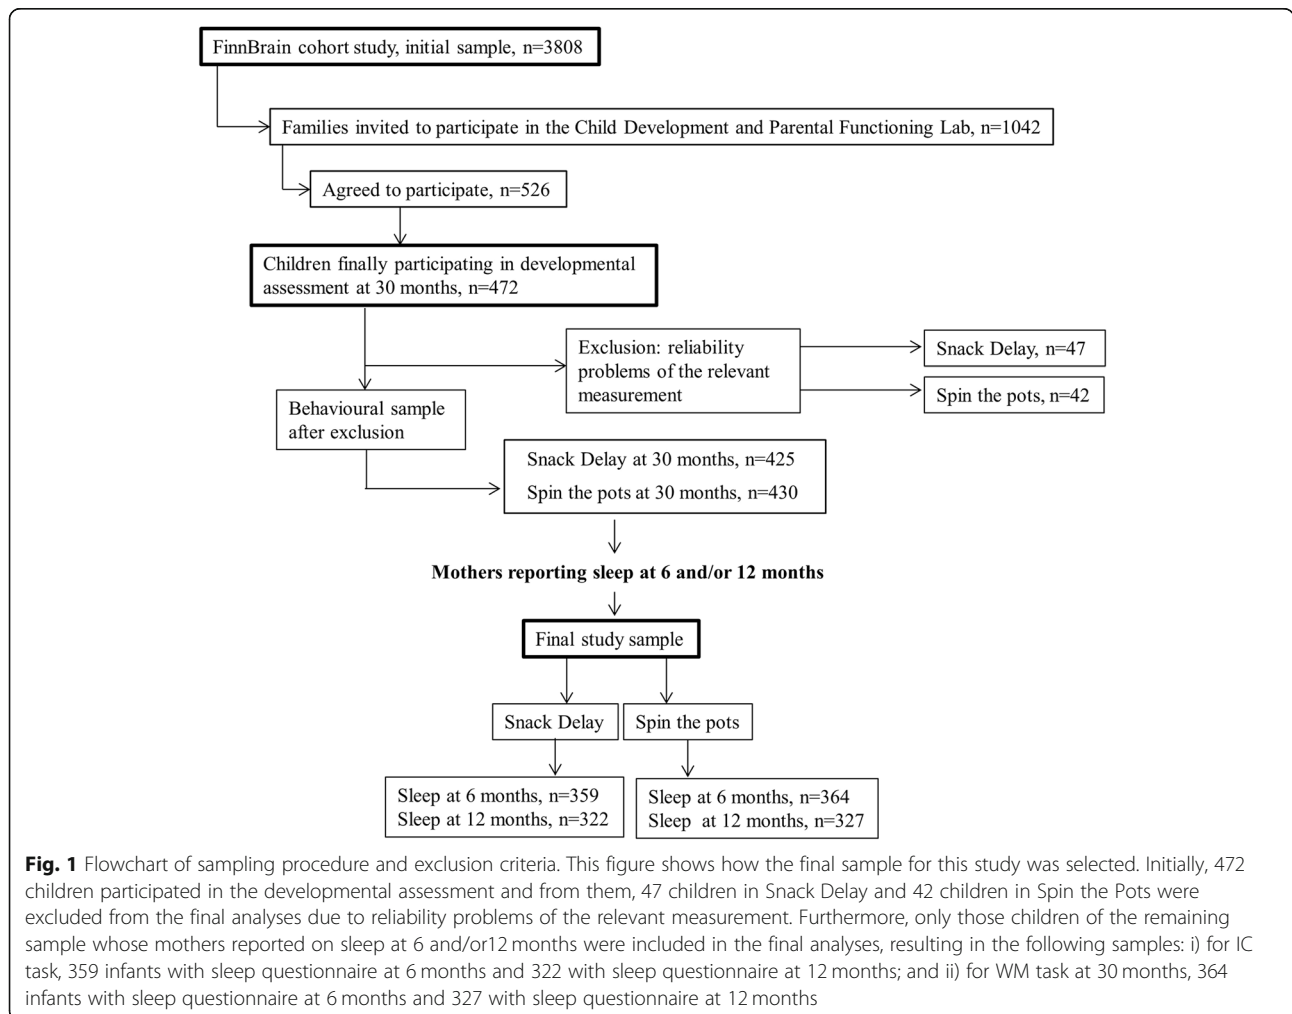 FinnBrain cohort study, initial sample, n=3808
Families invited to participate in the Child Development and Parental Functioning Lab, n=1042
Agreed to participate, n=526
Children finally participating in developmental
assessment at 30 months, n=472
Exclusion: reliability
problems of the relevant
measurement
Snack Delay, n=47
Spin the pots, n=42
Behavioural sample
after exclusion
Snack Delay at 30 months, n=425
Spin the pots at 30 months, n=430
Mothers reporting sleep at 6 and/or 12 months
Final study sample
Snack Delay
Spin the pots
Sleep at 6 months, n=359
Sleep at 12 months, n=322
Sleep at 6 months, n=364
Sleep at 12 months, n=327
Fig. 1 Flowchart of sampling procedure and exclusion criteria. This figure shows how the final sample for this study was selected. Initially, 472
children participated in the developmental assessment and from them, 47 children in Snack Delay and 42 children in Spin the Pots were
excluded from the final analyses due to reliability problems of the relevant measurement. Furthermore, only those children of the remaining
sample whose mothers reported on sleep at 6 and/or12 months were included in the final analyses, resulting in the following samples: i) for IC
task, 359 infants with sleep questionnaire at 6 months and 322 with sleep questionnaire at 12 months; and ii) for WM task at 30 months, 364
infants with sleep questionnaire at 6 months and 327 with sleep questionnaire at 12 months